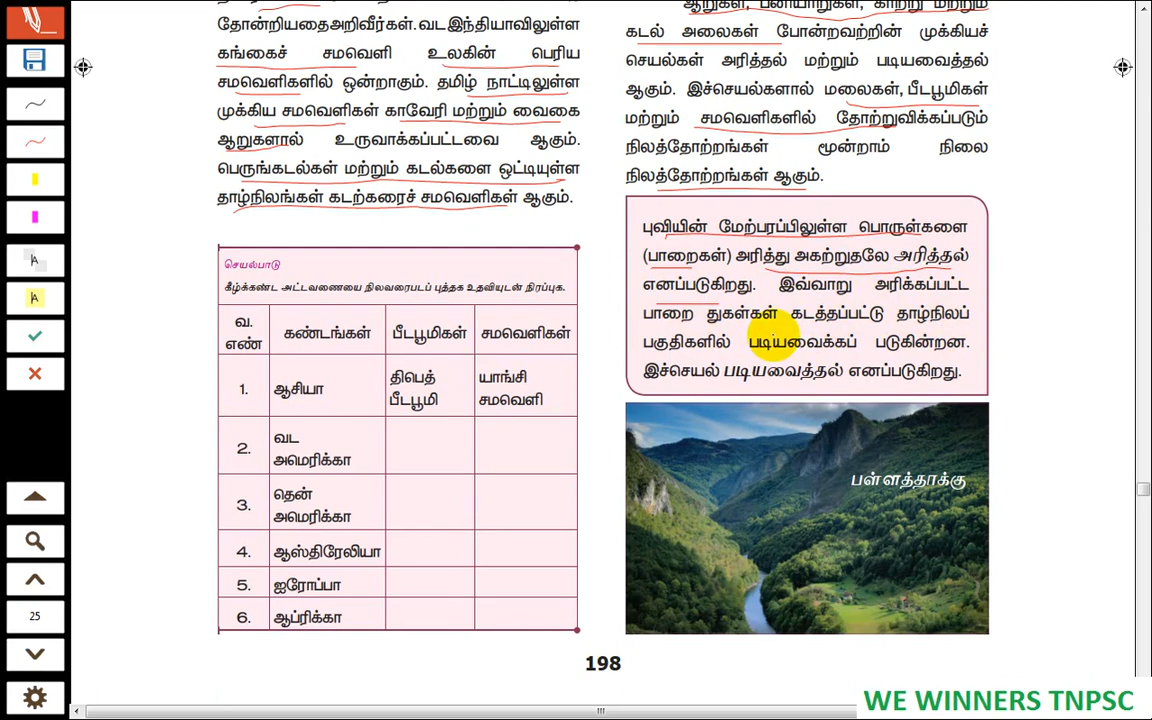 தோன்றியதைஅறிவீர்கள். வடஇந்தியாவிலுள்ள
கங்கைச் சமவெளி உலகின் பெரிய
சமவெளிகளில் ஒன்றாகும். தமிழ் நாட்டிலுள்ள
முக்கிய சமவெளிகள் காவேரி மற்றும் வைகை
ஆறுகளால் உருவாக்கப்பட்டவை ஆகும்.
பெருங்கடல்கள் மற்றும் கடல்களை ஒட்டியுள்ள
தாழ்நிலங்கள் கடற்கரைச் சமவெளிகள் ஆகும்.
செயல்பாடு
கீழ்க்கண்ட அட்டவணையை நிலவரைபடப் புத்தக உதவியுடன் நிரப்புக.
வ. எண் கண்டங்கள் பீடபூமிகள் சமவெளிகள்
1. ஆசியா திபெத் பீடபூமி யாங்சி சமவெளி
2. வட அமெரிக்கா
3. தென் அமெரிக்கா
4. ஆஸ்திரேலியா
5. ஐரோப்பா
6. ஆப்ரிக்கா
ஆறுகள், பனியாறுகள், காற்று மற்றும்
கடல் அலைகள் போன்றவற்றின் முக்கியச்
செயல்கள் அரித்தல் மற்றும் படியவைத்தல்
ஆகும். இச்செயல்களால் மலைகள், பீடபூமிகள்
மற்றும் சமவெளிகளில் தோற்றுவிக்கப்படும்
நிலத்தோற்றங்கள் மூன்றாம் நிலை
நிலத்தோற்றங்கள் ஆகும்.
புவியின் மேற்பரப்பிலுள்ள பொருள்களை
(பாறைகள்) அரித்து அகற்றுதலே அரித்தல்
எனப்படுகிறது. இவ்வாறு அரிக்கப்பட்ட
பாறை துகள்கள் கடத்தப்பட்டு தாழ்நிலப்
பகுதிகளில் படியவைக்கப் படுகின்றன.
இச்செயல் படியவைத்தல் எனப்படுகிறது.
பள்ளத்தாக்கு
198
25
WE WINNERS TNPSC